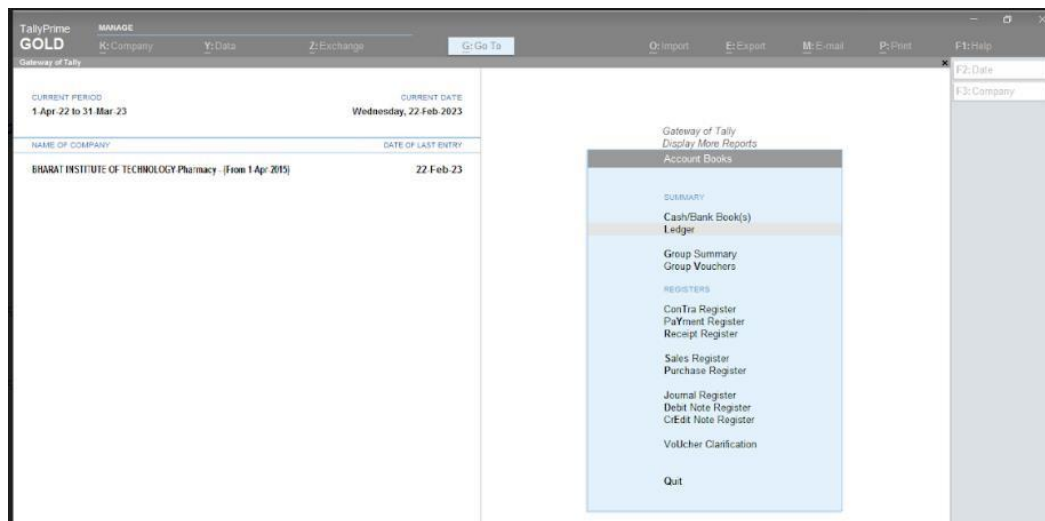 TallyPrime
GOLD
MANAGE
K:Company Y:Data Z:Exchange G:Go To O:Import E:Export M:E-mail P:Print F1:Help
Gateway of Tally
F2:Date
F3:Company
CURRENT PERIOD CURRENT DATE
1-Apr-22 to 31-Mar-23 Wednesday, 22-Feb-2023
NAME OF COMPANY DATE OF LAST ENTRY
BHARAT INSTITUTE OF TECHNOLOGY-Pharmacy - (From 1-Apr-2015) 22-Feb-23
Gateway of Tally
Display More Reports
Account Books
SUMMARY
Cash/Bank Book(s)
Ledger
Group Summary
Group Vouchers
REGISTERS
ConTra Register
PaYment Register
Receipt Register
Sales Register
Purchase Register
Journal Register
Debit Note Register
CrEdit Note Register
VoUcher Clarification
Quit